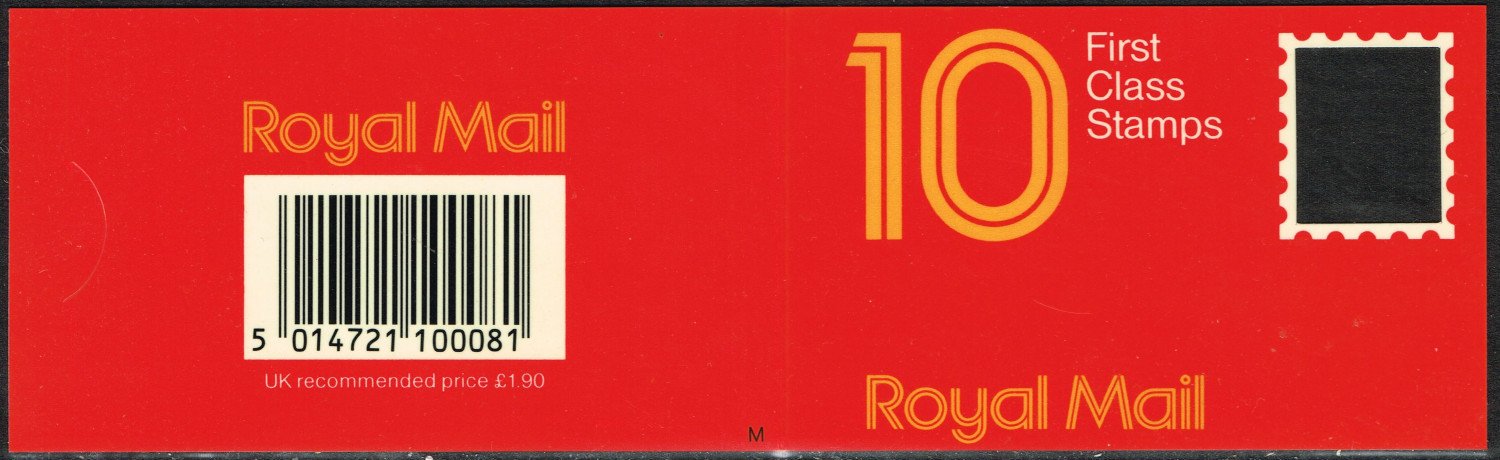 Royal Mail
5 014721 100081
UK recommended price £1.90
M
10
First
Class
Stamps
Royal Mail